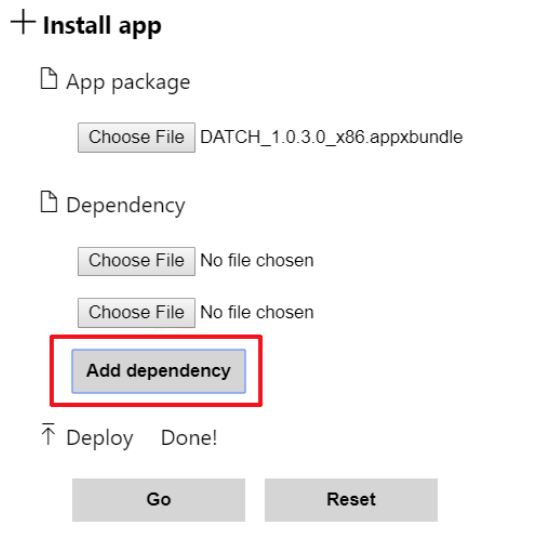 Install app
App package
Choose File DATCH_1.0.3.0_x86.appxbundle
Dependency
Choose File No file chosen
Choose File No file chosen
Add dependency
Deploy Done!
Go Reset